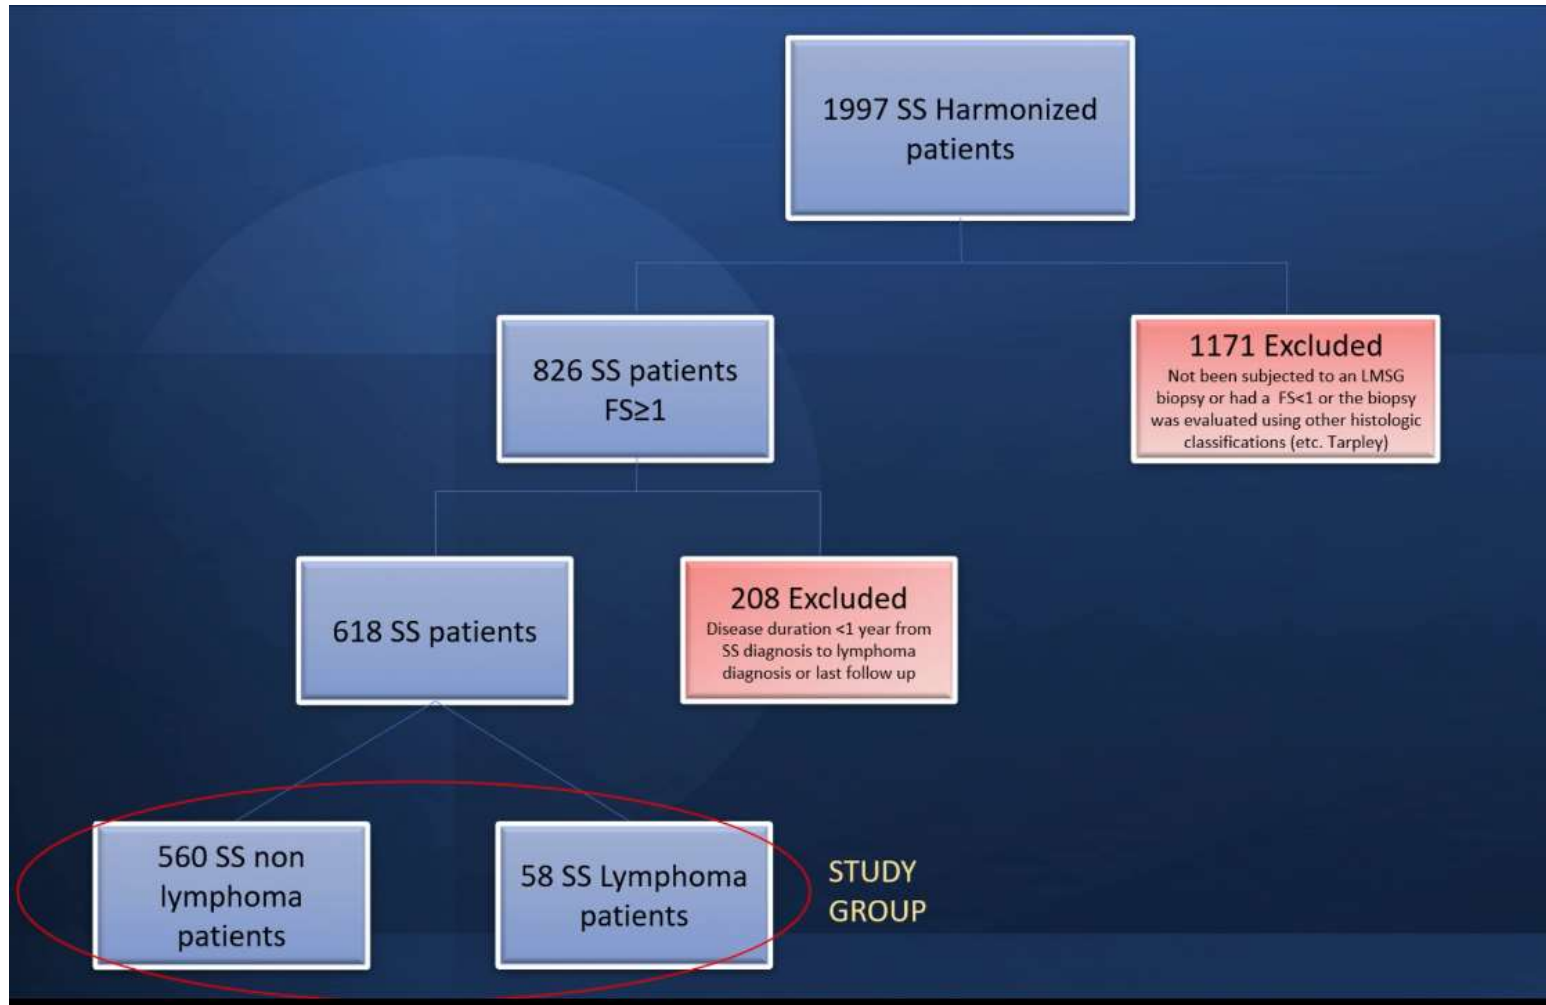 1997 SS Harmonized
patients
826 SS patients
FS≥1
1171 Excluded
Not been subjected to an LMSG
biopsy or had a FS<1 or the biopsy
was evaluated using other histologic
classifications (etc. Tarpley)
618 SS patients
208 Excluded
Disease duration <1 year from
SS diagnosis to lymphoma
diagnosis or last follow up
560 SS non
lymphoma
patients
58 SS Lymphoma
patients
STUDY
GROUP